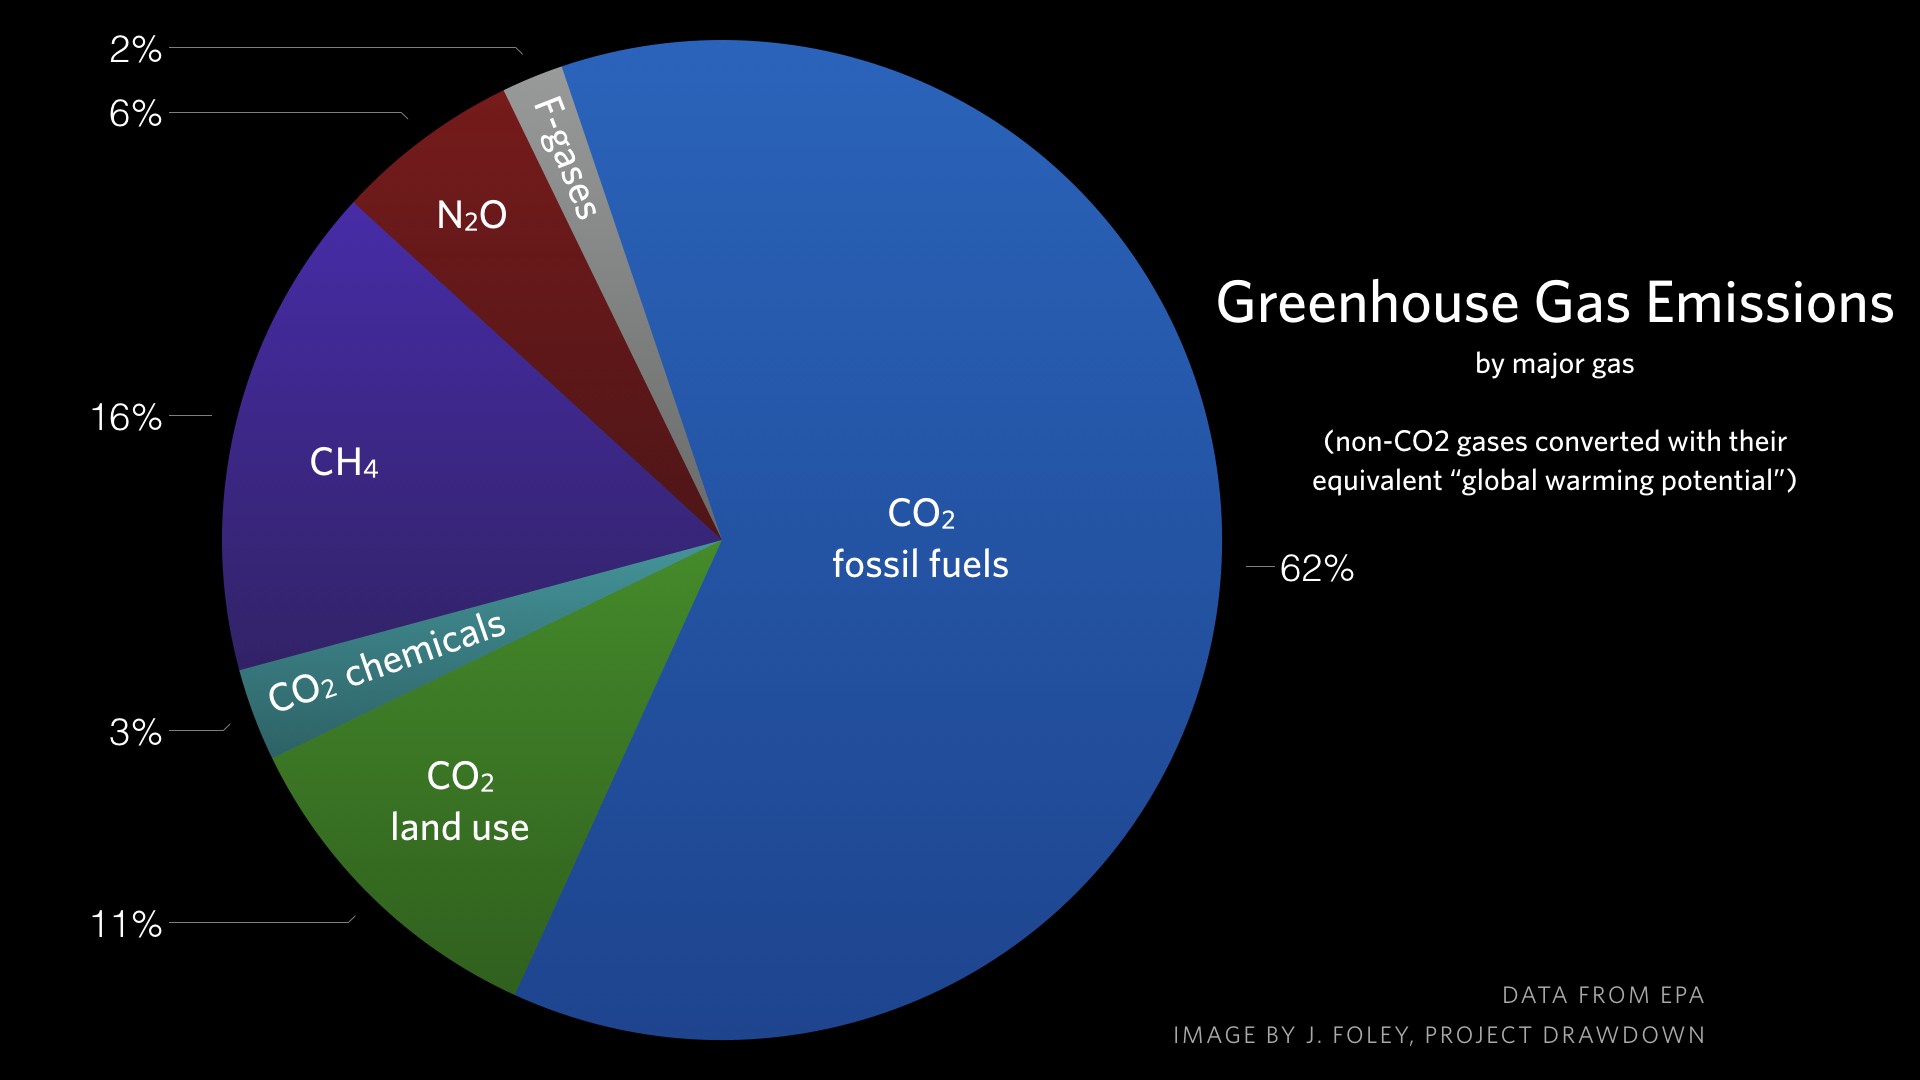 2%
6%
F-gases
N₂O
Greenhouse Gas Emissions
by major gas
16%
CH₄
(non-CO2 gases converted with their
equivalent “global warming potential”)
CO₂
fossil fuels
62%
CO₂ chemicals
3%
CO₂
land use
11%
DATA FROM EPA
IMAGE BY J. FOLEY, PROJECT DRAWDOWN